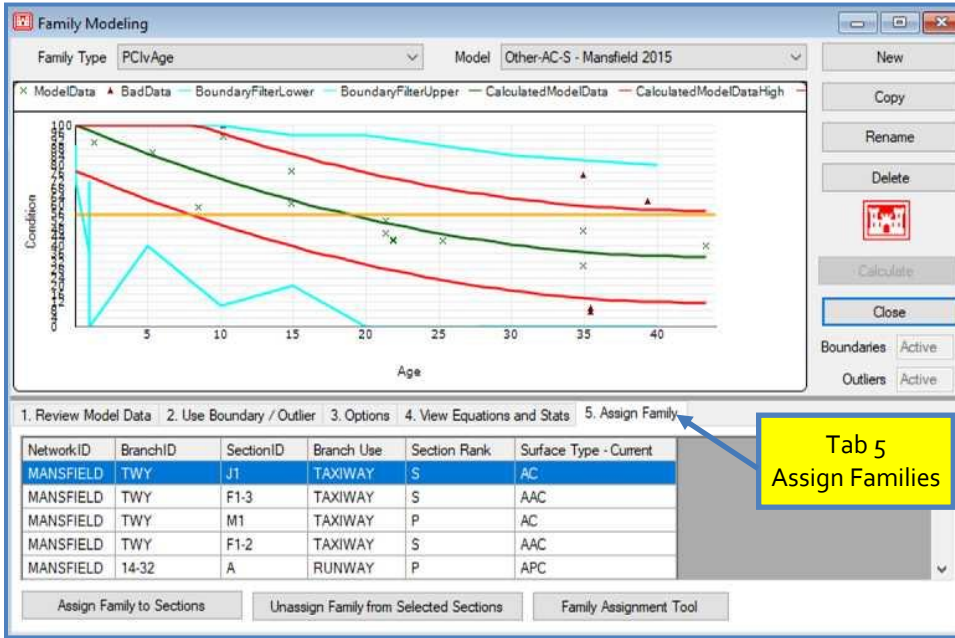 Family Modeling
Family Type PCIvAge Model Other-AC-S - Mansfield 2015 New
ModelData BadData BoundaryFilterLower BoundaryFilterUpper CalculatedModelData CalculatedModelDataHigh
Copy
Rename
Delete
Calculate
Close
Boundaries Active
Outliers Active
Condition
100
5 10 15 20 25 30 35 40
Age
1. Review Model Data 2. Use Boundary / Outlier 3. Options 4. View Equations and Stats 5. Assign Family
Tab 5
Assign Families
NetworkID BranchID SectionID Branch Use Section Rank Surface Type - Current
MANSFIELD TWY J1 TAXIWAY S AC
MANSFIELD TWY F1-3 TAXIWAY S AAC
MANSFIELD TWY M1 TAXIWAY P AC
MANSFIELD TWY F1-2 TAXIWAY S AAC
MANSFIELD 14-32 A RUNWAY P APC
Assign Family to Sections Unassign Family from Selected Sections Family Assignment Tool